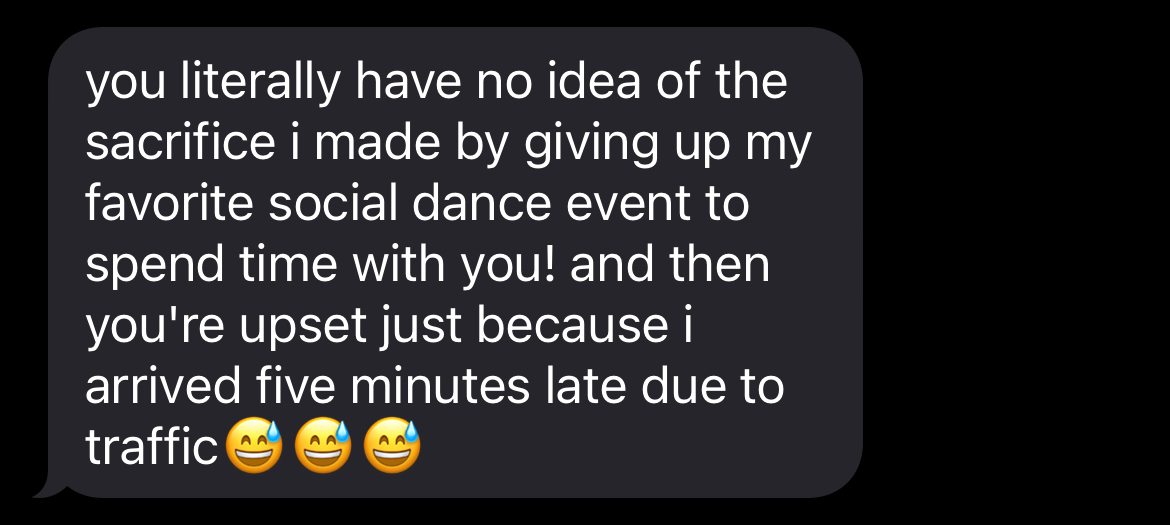 you literally have no idea of the
sacrifice i made by giving up my
favorite social dance event to
spend time with you! and then
you're upset just because i
arrived five minutes late due to
traffic😅😅😅